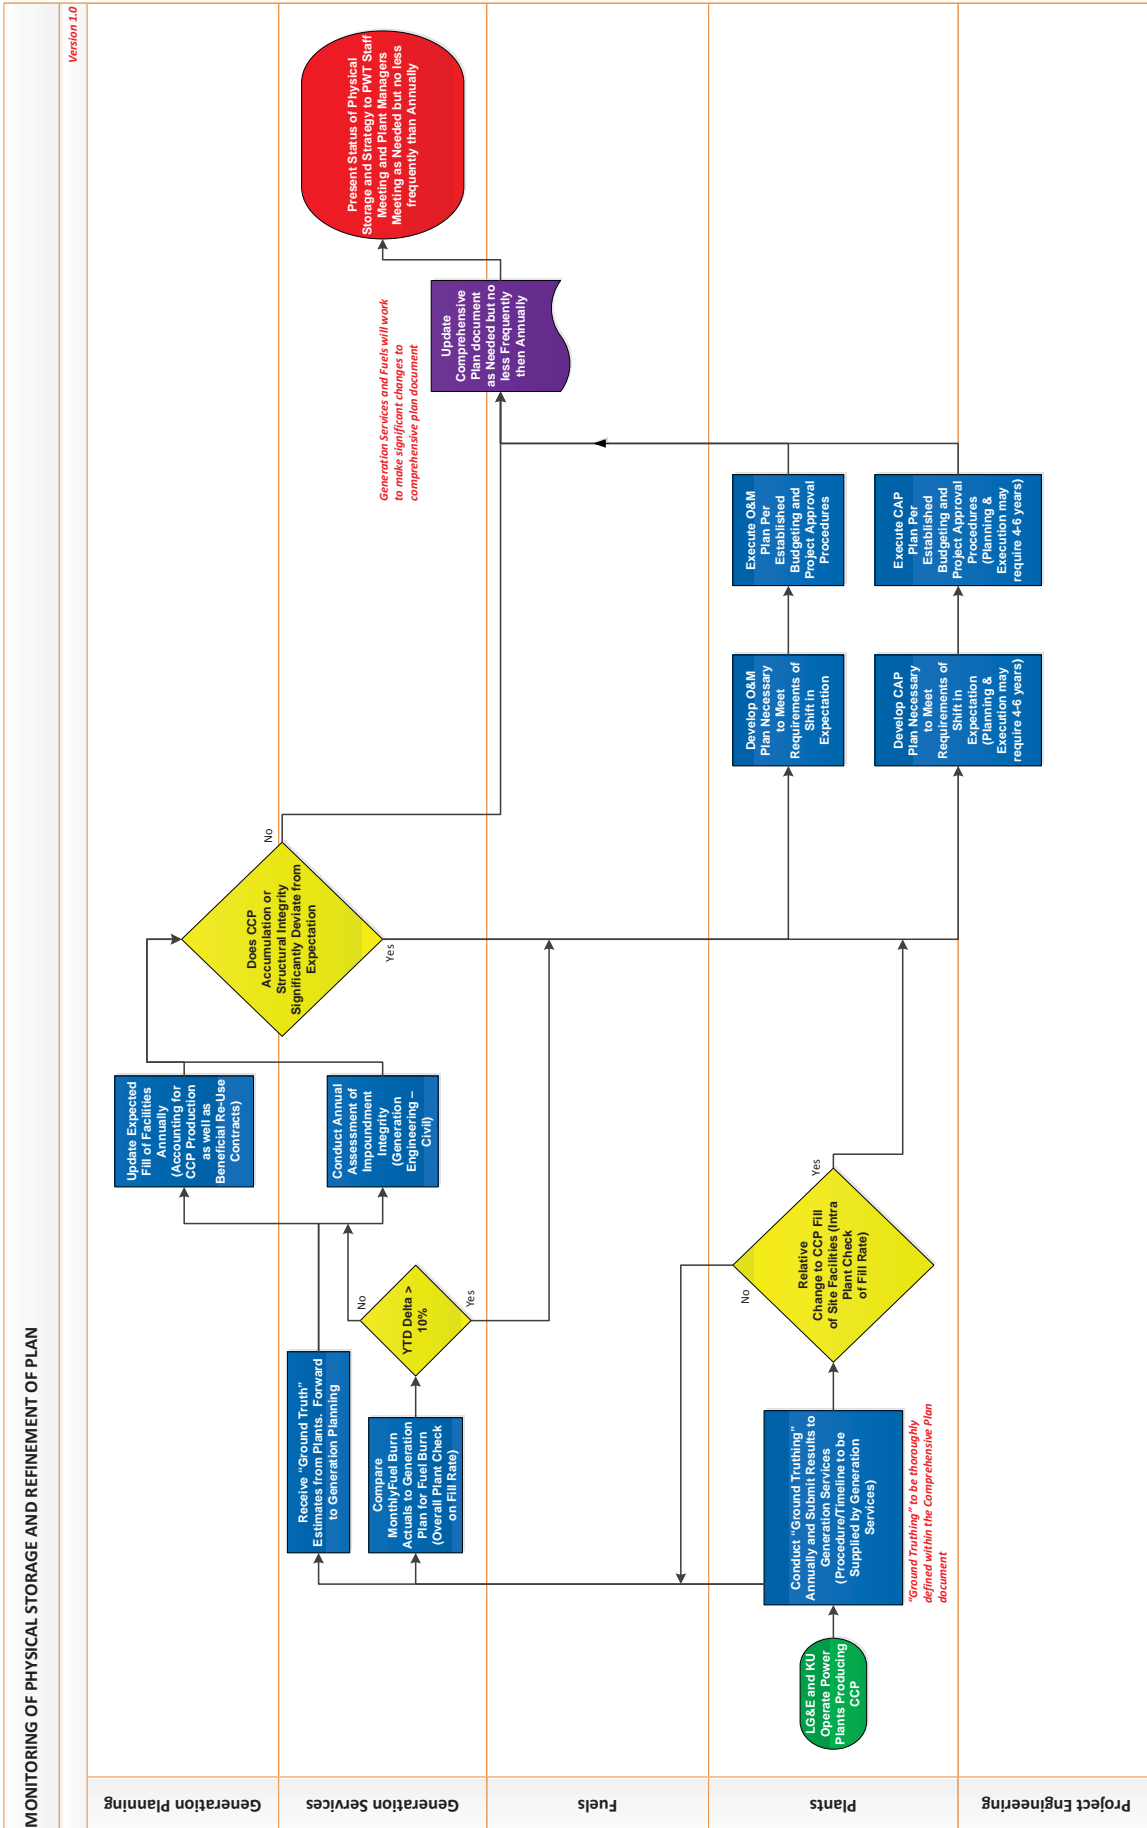 MONITORING OF PHYSICAL STORAGE AND REFINEMENT OF PLAN
Version 1.0
Generation Planning
Update Expected
Fill of Facilities
Annually
(Accounting for
CCP Production
as well as
Beneficial Re-Use
Contracts)
Does CCP
Accumulation or
Structural Integrity
Significantly Deviate from
Expectation
No
Yes
Generation Services
Receive “Ground Truth”
Estimates from Plants.  Forward
to Generation Planning
Compare
MonthlyFuel Burn
Actuals to Generation
Plan for Fuel Burn
(Overall Plant Check
on Fill Rate)
YTD Delta >
10%
No
Yes
Conduct Annual
Assessment of
Impoundment
Integrity
(Generation
Engineering –
Civil)
Generation Services and Fuels will work
to make significant changes to
comprehensive plan document
Update
Comprehensive
Plan document
as Needed but no
less Frequently
then Annually
Present Status of Physical
Storage and Strategy to PWT Staff
Meeting and Plant Managers
Meeting as Needed but no less
frequently than Annually
Fuels
Plants
LG&E and KU
Operate Power
Plants Producing
CCP
Conduct “Ground Truthing”
Annually and Submit Results to
Generation Services
(Procedure/Timeline to be
Supplied by Generation
Services)
“Ground Truthing” to be thoroughly
defined within the Comprehensive Plan
document
Relative
Change to CCP Fill
of Site Facilities (Intra
Plant Check
of Fill Rate)
No
Yes
Develop O&M
Plan Necessary
to Meet
Requirements of
Shift in
Expectation
Execute O&M
Plan Per
Established
Budgeting and
Project Approval
Procedures
Develop CAP
Plan Necessary
to Meet
Requirements of
Shift in
Expectation
(Planning &
Execution may
require 4-6 years)
Execute CAP
Plan Per
Established
Budgeting and
Project Approval
Procedures
(Planning &
Execution may
require 4-6 years)
Project Engineering